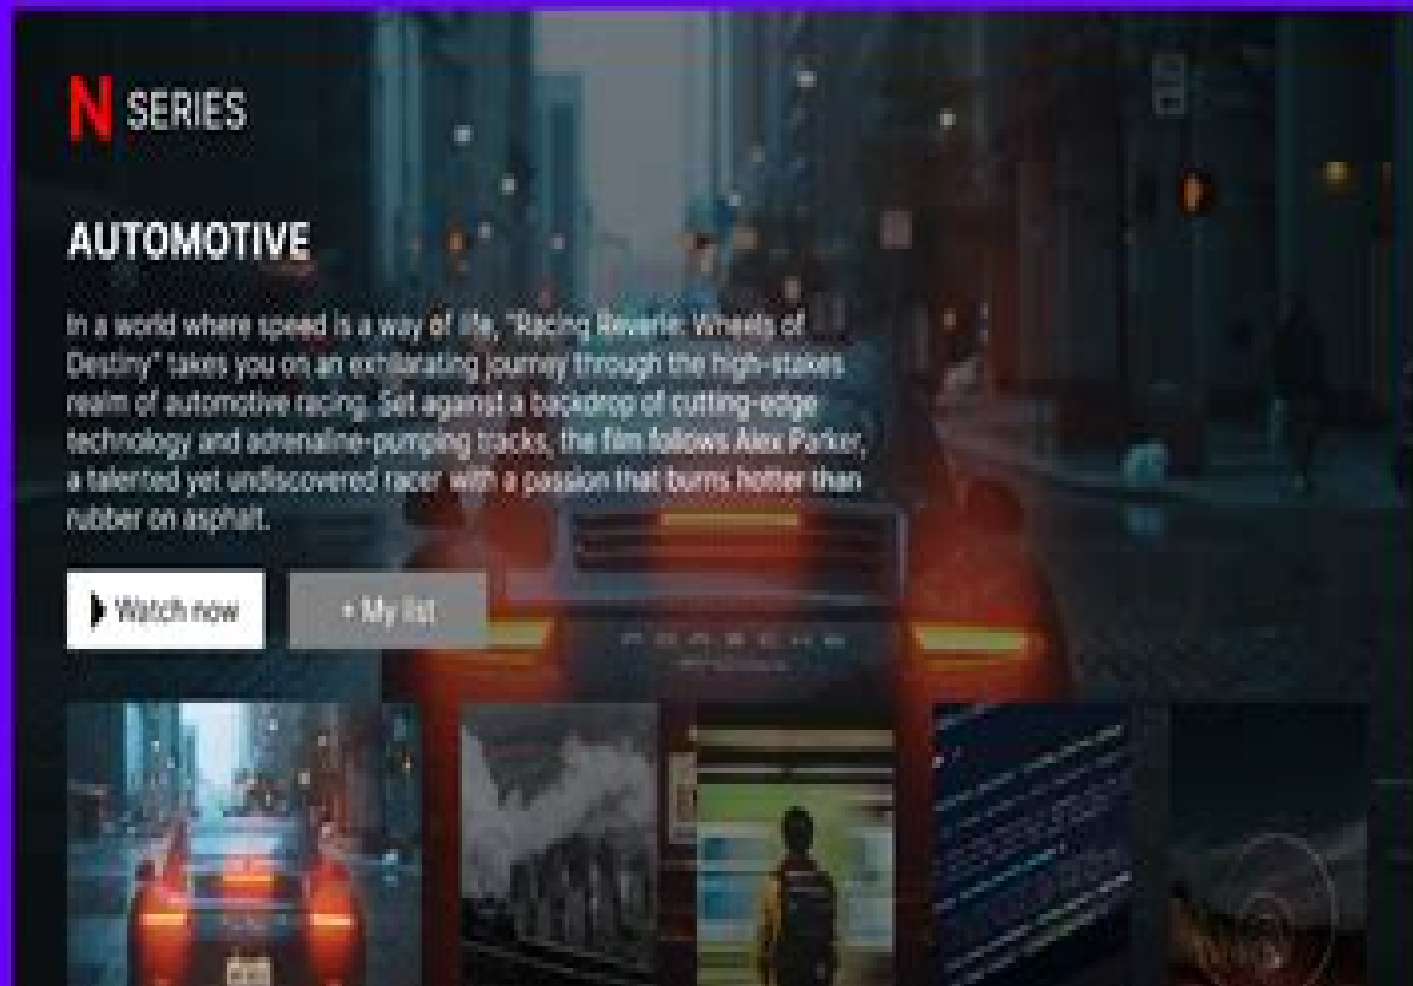 N SERIES
AUTOMOTIVE
In a world where speed is a way of life, "Racing Reverie: Wheels of
Destiny" takes you on an exhilarating journey through the high-stakes
realm of automotive racing. Set against a backdrop of cutting-edge
technology and adrenaline-pumping tracks, the film follows Alex Parker,
a talented yet undiscovered racer with a passion that burns hotter than
rubber on asphalt.
Watch now
+ My list
PORSCHE